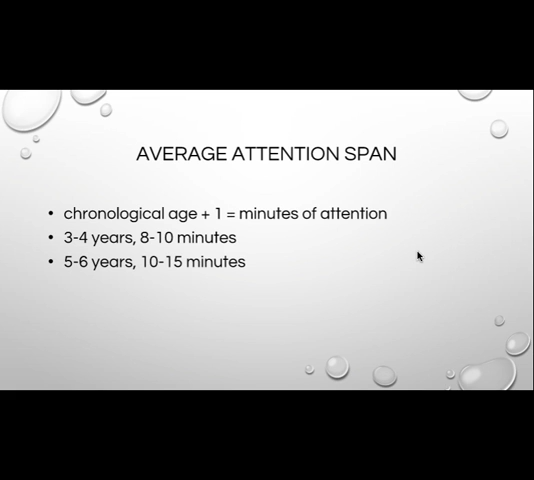 AVERAGE ATTENTION SPAN
• chronological age + 1 = minutes of attention
• 3-4 years, 8-10 minutes
• 5-6 years, 10-15 minutes